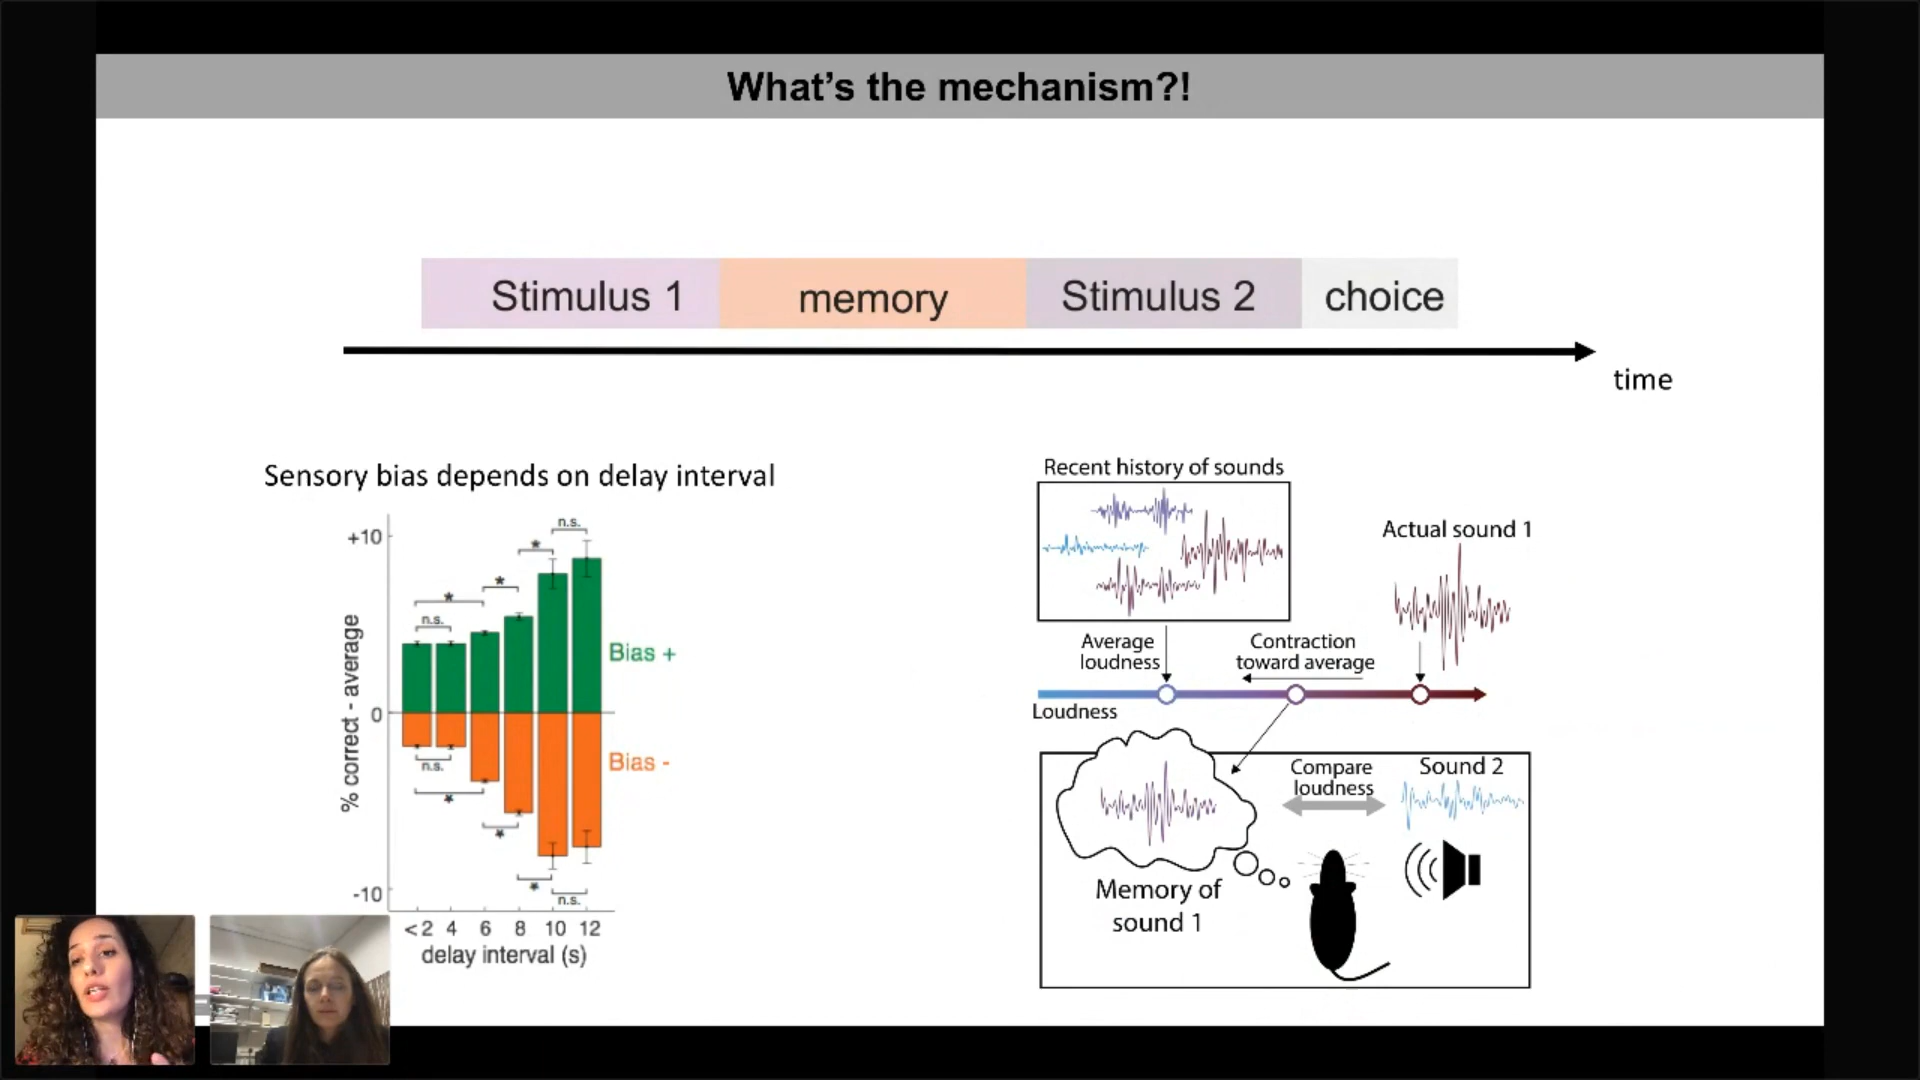 What's the mechanism?!
Stimulus 1
memory
Stimulus 2
choice
time
Sensory bias depends on delay interval
+10
0
-10
% correct - average
n.s.
*
*
*
n.s.
Bias +
Bias -
n.s.
*
*
*
n.s.
<2 4 6 8 10 12
delay interval (s)
Recent history of sounds
Actual sound 1
Average
loudness
Contraction
toward average
Loudness
Compare
loudness
Sound 2
Memory of
sound 1